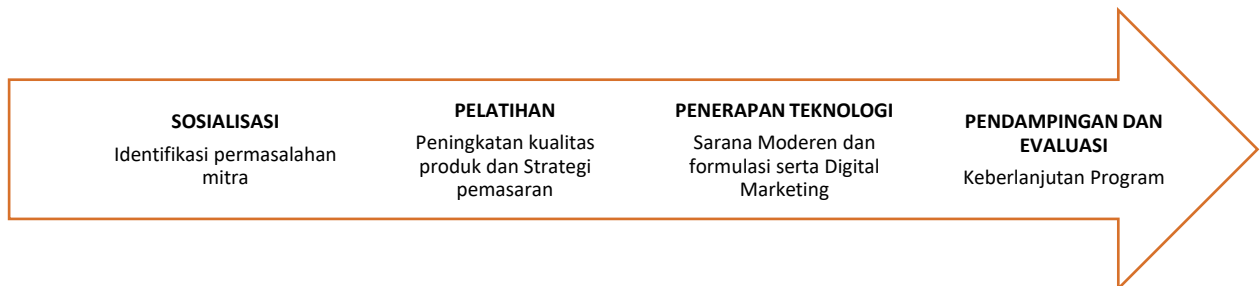 SOSIALISASI
Identifikasi permasalahan
mitra
PELATIHAN
Peningkatan kualitas
produk dan Strategi
pemasaran
PENERAPAN TEKNOLOGI
Sarana Moderen dan
formulasi serta Digital
Marketing
PENDAMPINGAN DAN
EVALUASI
Keberlanjutan Program